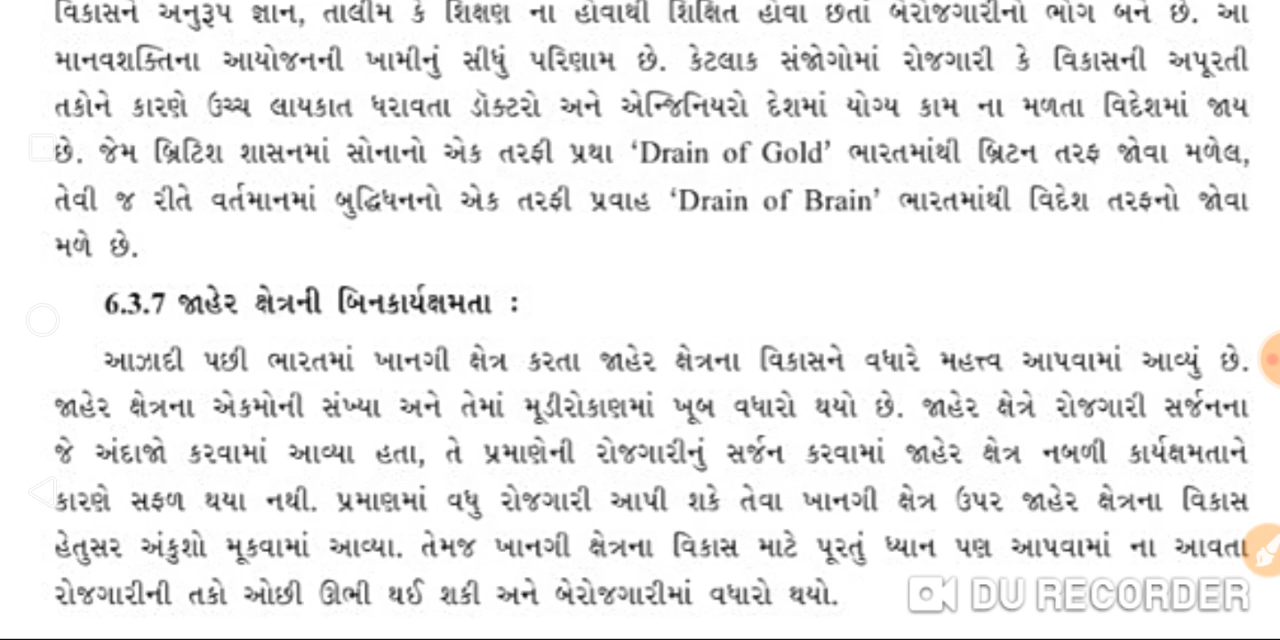 વિકાસને અનુરૂપ જ્ઞાન, તાલીમ કે શિક્ષણ ના હોવાથી શિક્ષિત હોવા છતાં બેરોજગારીનો ભોગ બને છે. આ
માનવશક્તિના આયોજનની ખામીનું સીધું પરિણામ છે. કેટલાક સંજોગોમાં રોજગારી કે વિકાસની અપૂરતી
તકોને કારણે ઉચ્ચ લાયકાત ધરાવતા ડૉક્ટરો અને એન્જિનિયરો દેશમાં યોગ્ય કામ ના મળતા વિદેશમાં જાય
છે. જેમ બ્રિટિશ શાસનમાં સોનાનો એક તરફી પ્રથા ‘Drain of Gold’ ભારતમાંથી બ્રિટન તરફ જોવા મળેલ,
તેવી જ રીતે વર્તમાનમાં બુદ્ધિધનનો એક તરફી પ્રવાહ ‘Drain of Brain’ ભારતમાંથી વિદેશ તરફનો જોવા
મળે છે.
6.3.7 જાહેર ક્ષેત્રની બિનકાર્યક્ષમતા :
આઝાદી પછી ભારતમાં ખાનગી ક્ષેત્ર કરતા જાહેર ક્ષેત્રના વિકાસને વધારે મહત્ત્વ આપવામાં આવ્યું છે.
જાહેર ક્ષેત્રના એકમોની સંખ્યા અને તેમાં મૂડીરોકાણમાં ખૂબ વધારો થયો છે. જાહેર ક્ષેત્રે રોજગારી સર્જનના
જે અંદાજો કરવામાં આવ્યા હતા, તે પ્રમાણેની રોજગારીનું સર્જન કરવામાં જાહેર ક્ષેત્ર નબળી કાર્યક્ષમતાને
કારણે સફળ થયા નથી. પ્રમાણમાં વધુ રોજગારી આપી શકે તેવા ખાનગી ક્ષેત્ર ઉપર જાહેર ક્ષેત્રના વિકાસ
હેતુસર અંકુશો મૂકવામાં આવ્યા. તેમજ ખાનગી ક્ષેત્રના વિકાસ માટે પૂરતું ધ્યાન પણ આપવામાં ના આવતા
રોજગારીની તકો ઓછી ઊભી થઈ શકી અને બેરોજગારીમાં વધારો થયો.
DU RECORDER